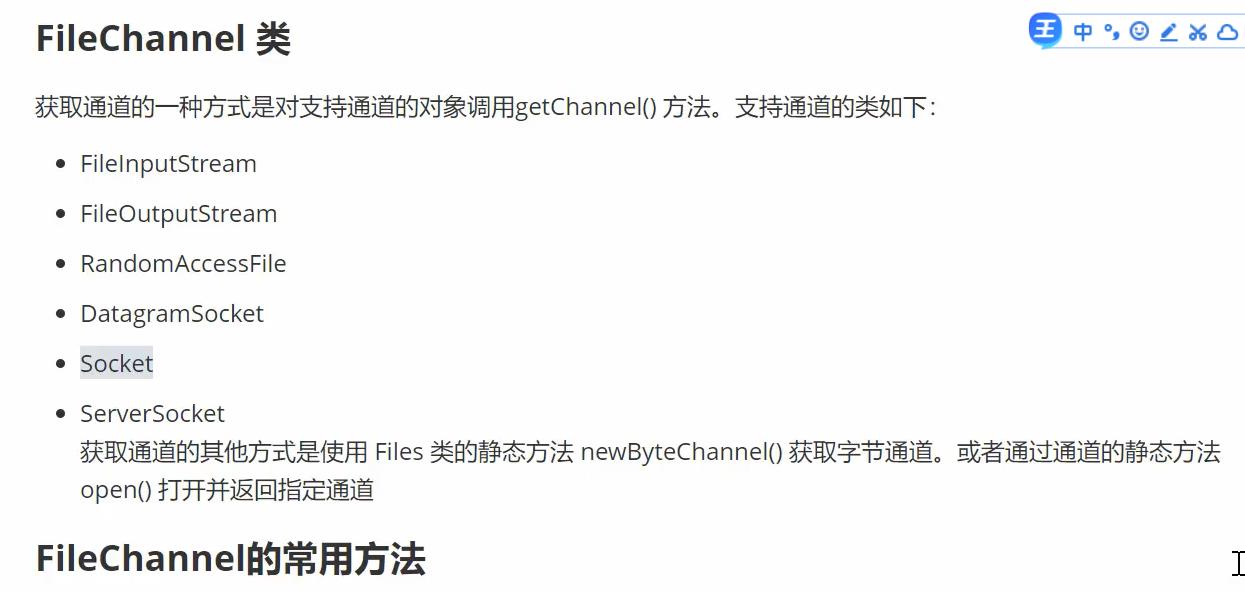 FileChannel 类
王 中
获取通道的一种方式是对支持通道的对象调用getChannel() 方法。支持通道的类如下：
FileInputStream
FileOutputStream
RandomAccessFile
DatagramSocket
Socket
ServerSocket
获取通道的其他方式是使用 Files 类的静态方法 newByteChannel() 获取字节通道。或者通过通道的静态方法
open() 打开并返回指定通道
FileChannel的常用方法